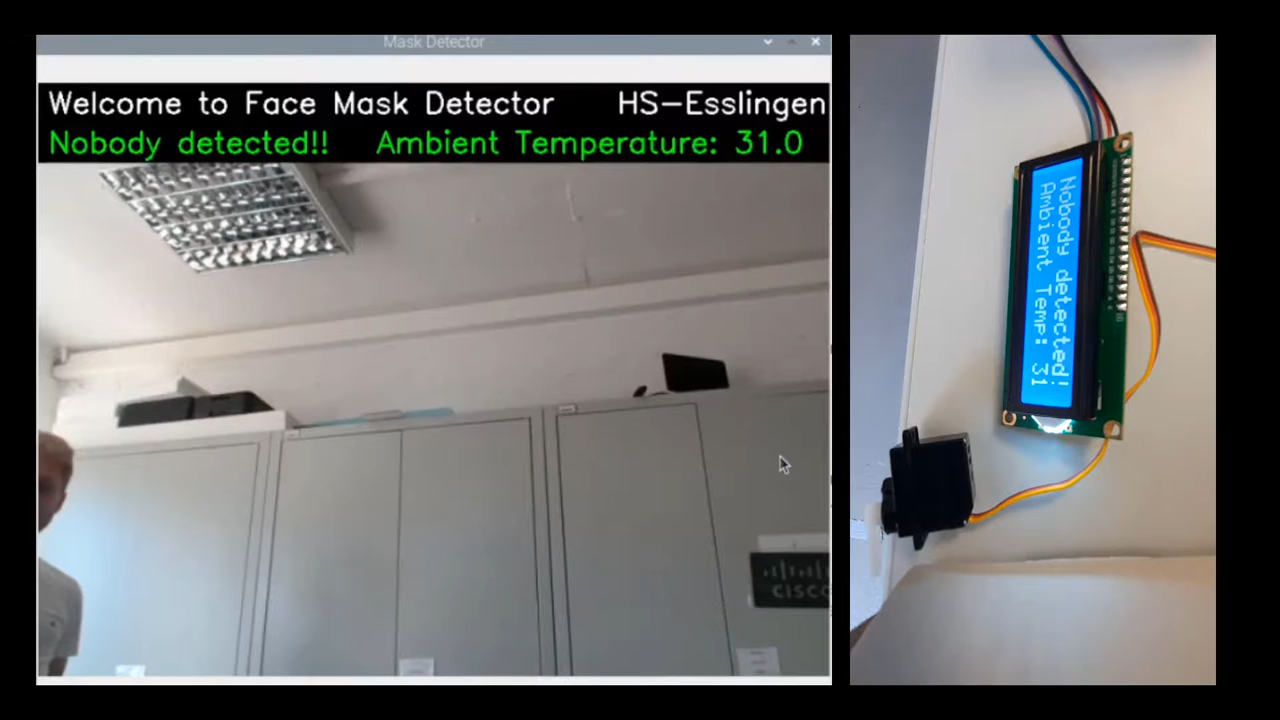 Mask Detector
Welcome to Face Mask Detector HS-Esslingen
Nobody detected!! Ambient Temperature: 31.0
CISCO
Nobody detected!
Ambient Temp: 31